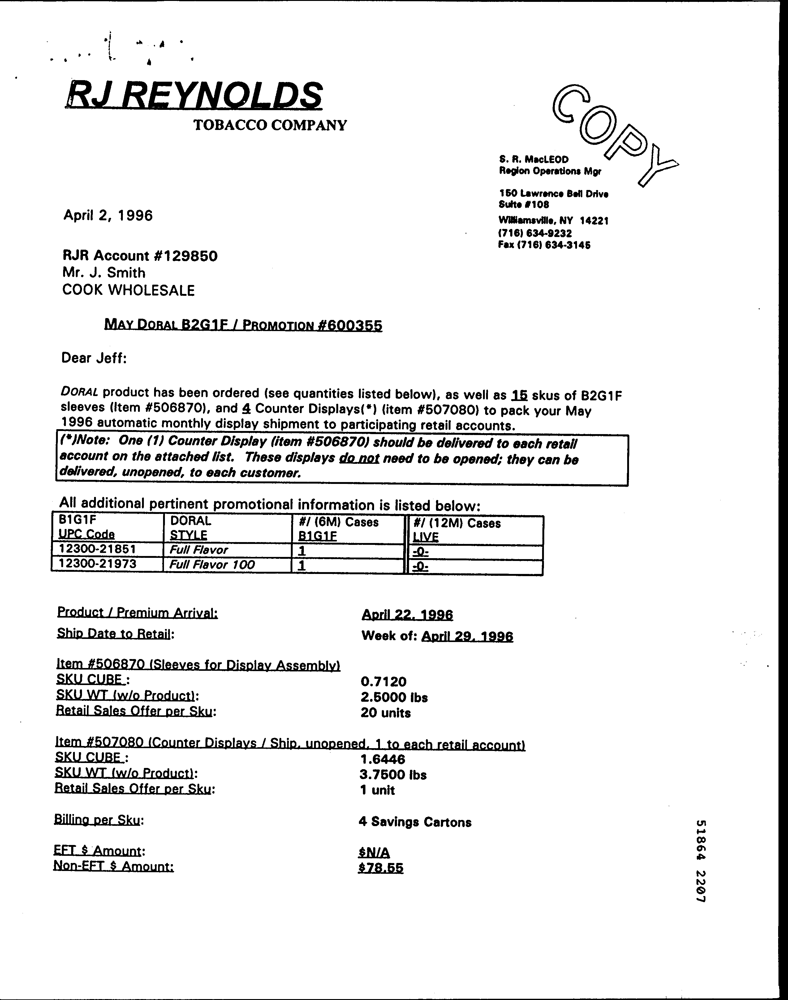 RJ REYNOLDS
TOBACCO COMPANY
COPY
S. R. MacLEOD
Region Operations Mgr
150 Lawrence Bell Drive
Suite #108
Williamsville, NY 14221
(716) 634-9232
Fax (716) 634-3145
April 2, 1996
RJR Account #129850
Mr. J. Smith
COOK WHOLESALE
MAY DORAL B2G1F / PROMOTION #600355
Dear Jeff:
DORAL product has been ordered (see quantities listed below), as well as 15 skus of B2G1F
sleeves (Item #506870), and 4 Counter Displays(*) (item #507080) to pack your May
1996 automatic monthly display shipment to participating retail accounts.
(*)Note: One (1) Counter Display (item #506870) should be delivered to each retail
account on the attached list. These displays do not need to be opened; they can be
delivered, unopened, to each customer.
All additional pertinent promotional information is listed below:
B1G1F DORAL #/ (6M) Cases #/ (12M) Cases
UPC Code STYLE B1G1F LIVE
12300-21851 Full Flavor 1 -0-
12300-21973 Full Flavor 100 1 -0-
Product / Premium Arrival: April 22, 1996
Ship Date to Retail: Week of: April 29, 1996
Item #506870 (Sleeves for Display Assembly)
SKU CUBE : 0.7120
SKU WT (w/o Product): 2.5000 lbs
Retail Sales Offer per Sku: 20 units
Item #507080 (Counter Displays / Ship, unopened, 1 to each retail account)
SKU CUBE : 1.6446
SKU WT (w/o Product): 3.7500 lbs
Retail Sales Offer per Sku: 1 unit
Billing per Sku: 4 Savings Cartons
EFT $ Amount: $N/A
Non-EFT $ Amount: $78.55
51864 2207